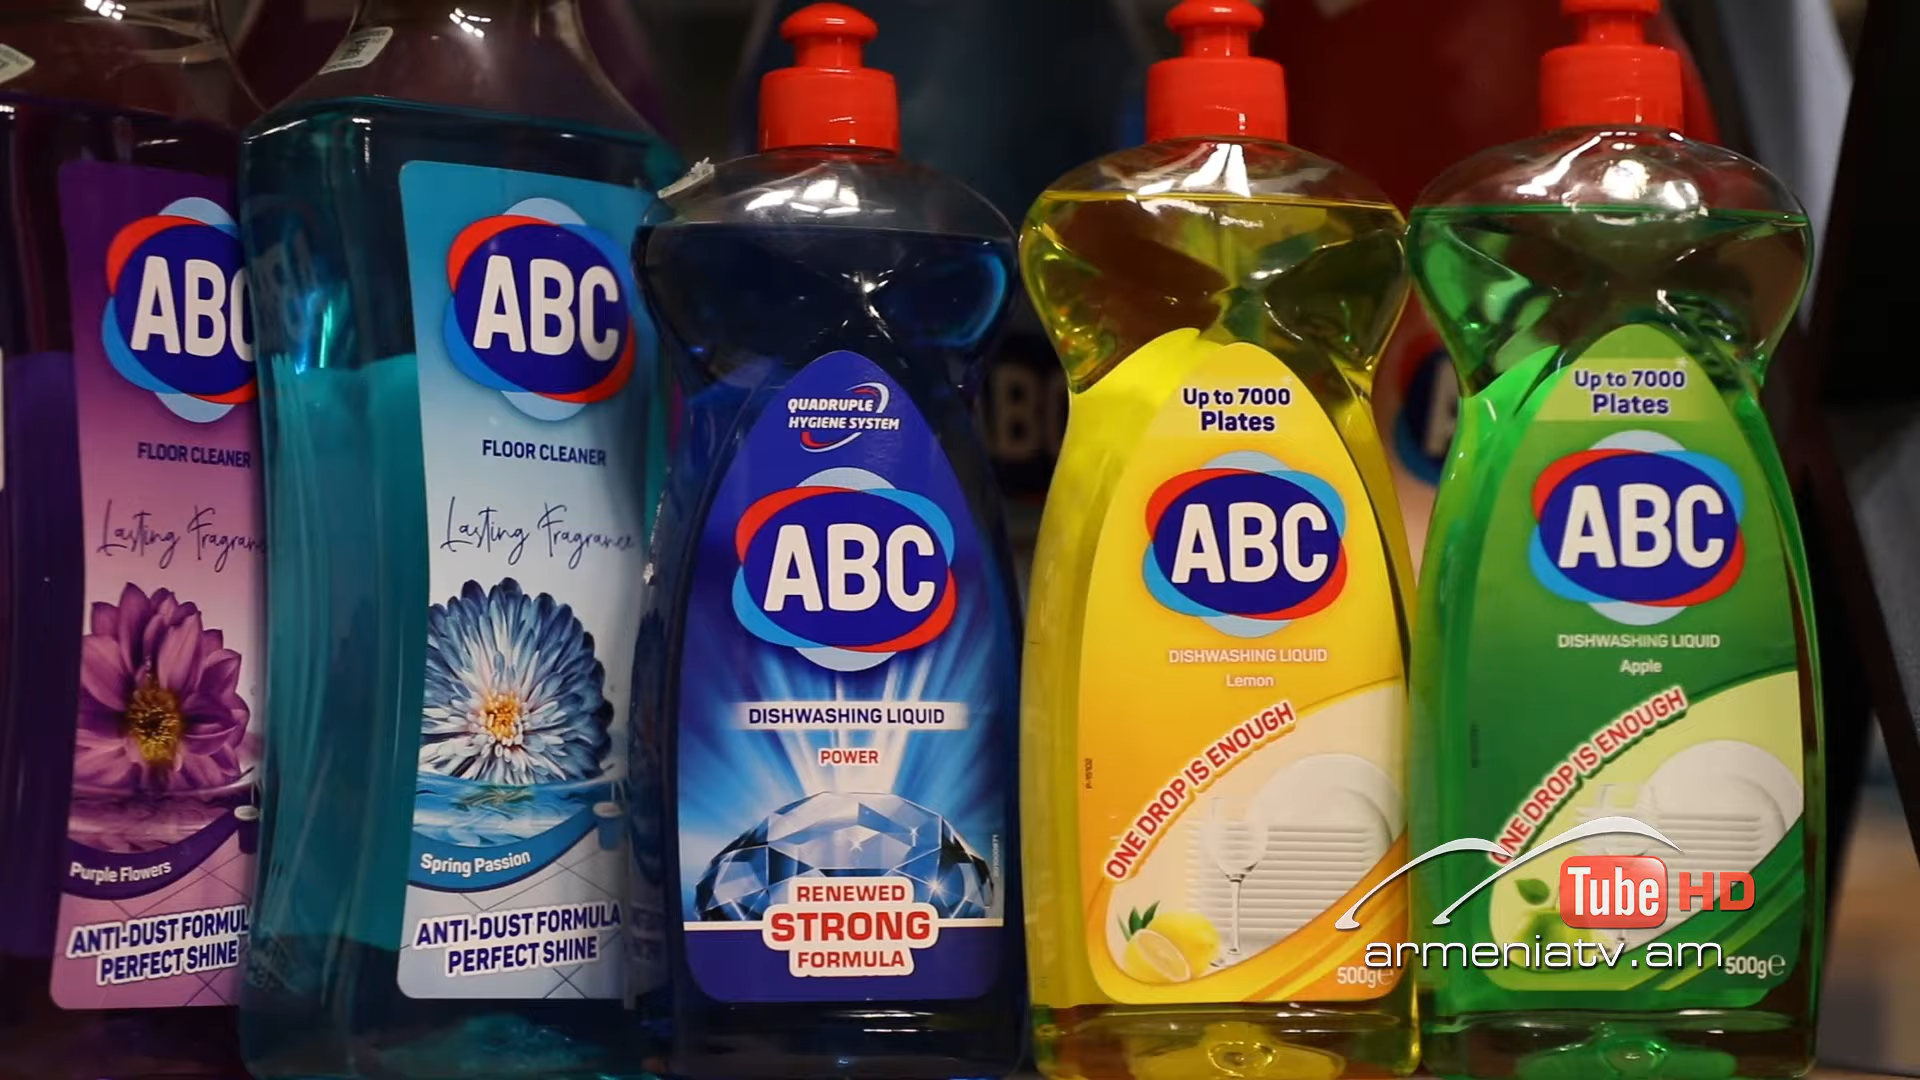 ABC
FLOOR CLEANER
Lasting Fragrance
Purple Flowers
ANTI-DUST
PERFECT SHINE
ABC
FLOOR CLEANER
Lasting Fragrance
Spring Passion
ANTI-DUST FORMULA
PERFECT SHINE
QUADRUPLE
HYGIENE SYSTEM
ABC
DISHWASHING LIQUID
POWER
RENEWED
STRONG
FORMULA
Up to 7000
Plates
ABC
DISHWASHING LIQUID
Lemon
ONE DROP IS ENOUGH
500g℮
Up to 7000
Plates
ABC
DISHWASHING LIQUID
Apple
ONE DROP IS ENOUGH
500g℮
Tube HD
armeniatv.am